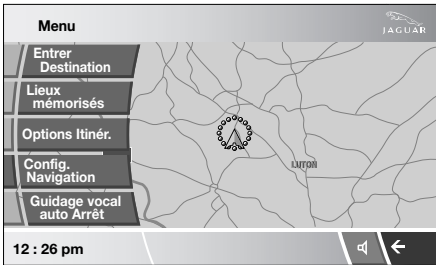 Menu
JAGUAR
Entrer
Destination
Lieux
mémorisés
Options Itinér.
LUTON
Config.
Navigation
Guidage vocal
auto Arrêt
12 : 26 pm